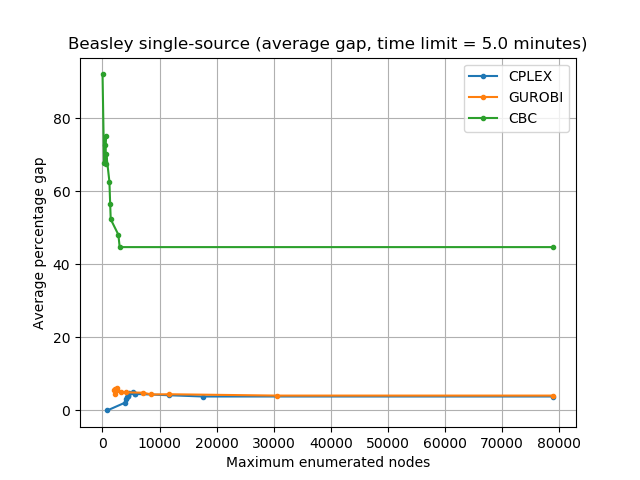 Beasley single-source (average gap, time limit = 5.0 minutes)
CPLEX
GUROBI
CBC
80
60
40
20
0
Average percentage gap
0 10000 20000 30000 40000 50000 60000 70000 80000
Maximum enumerated nodes